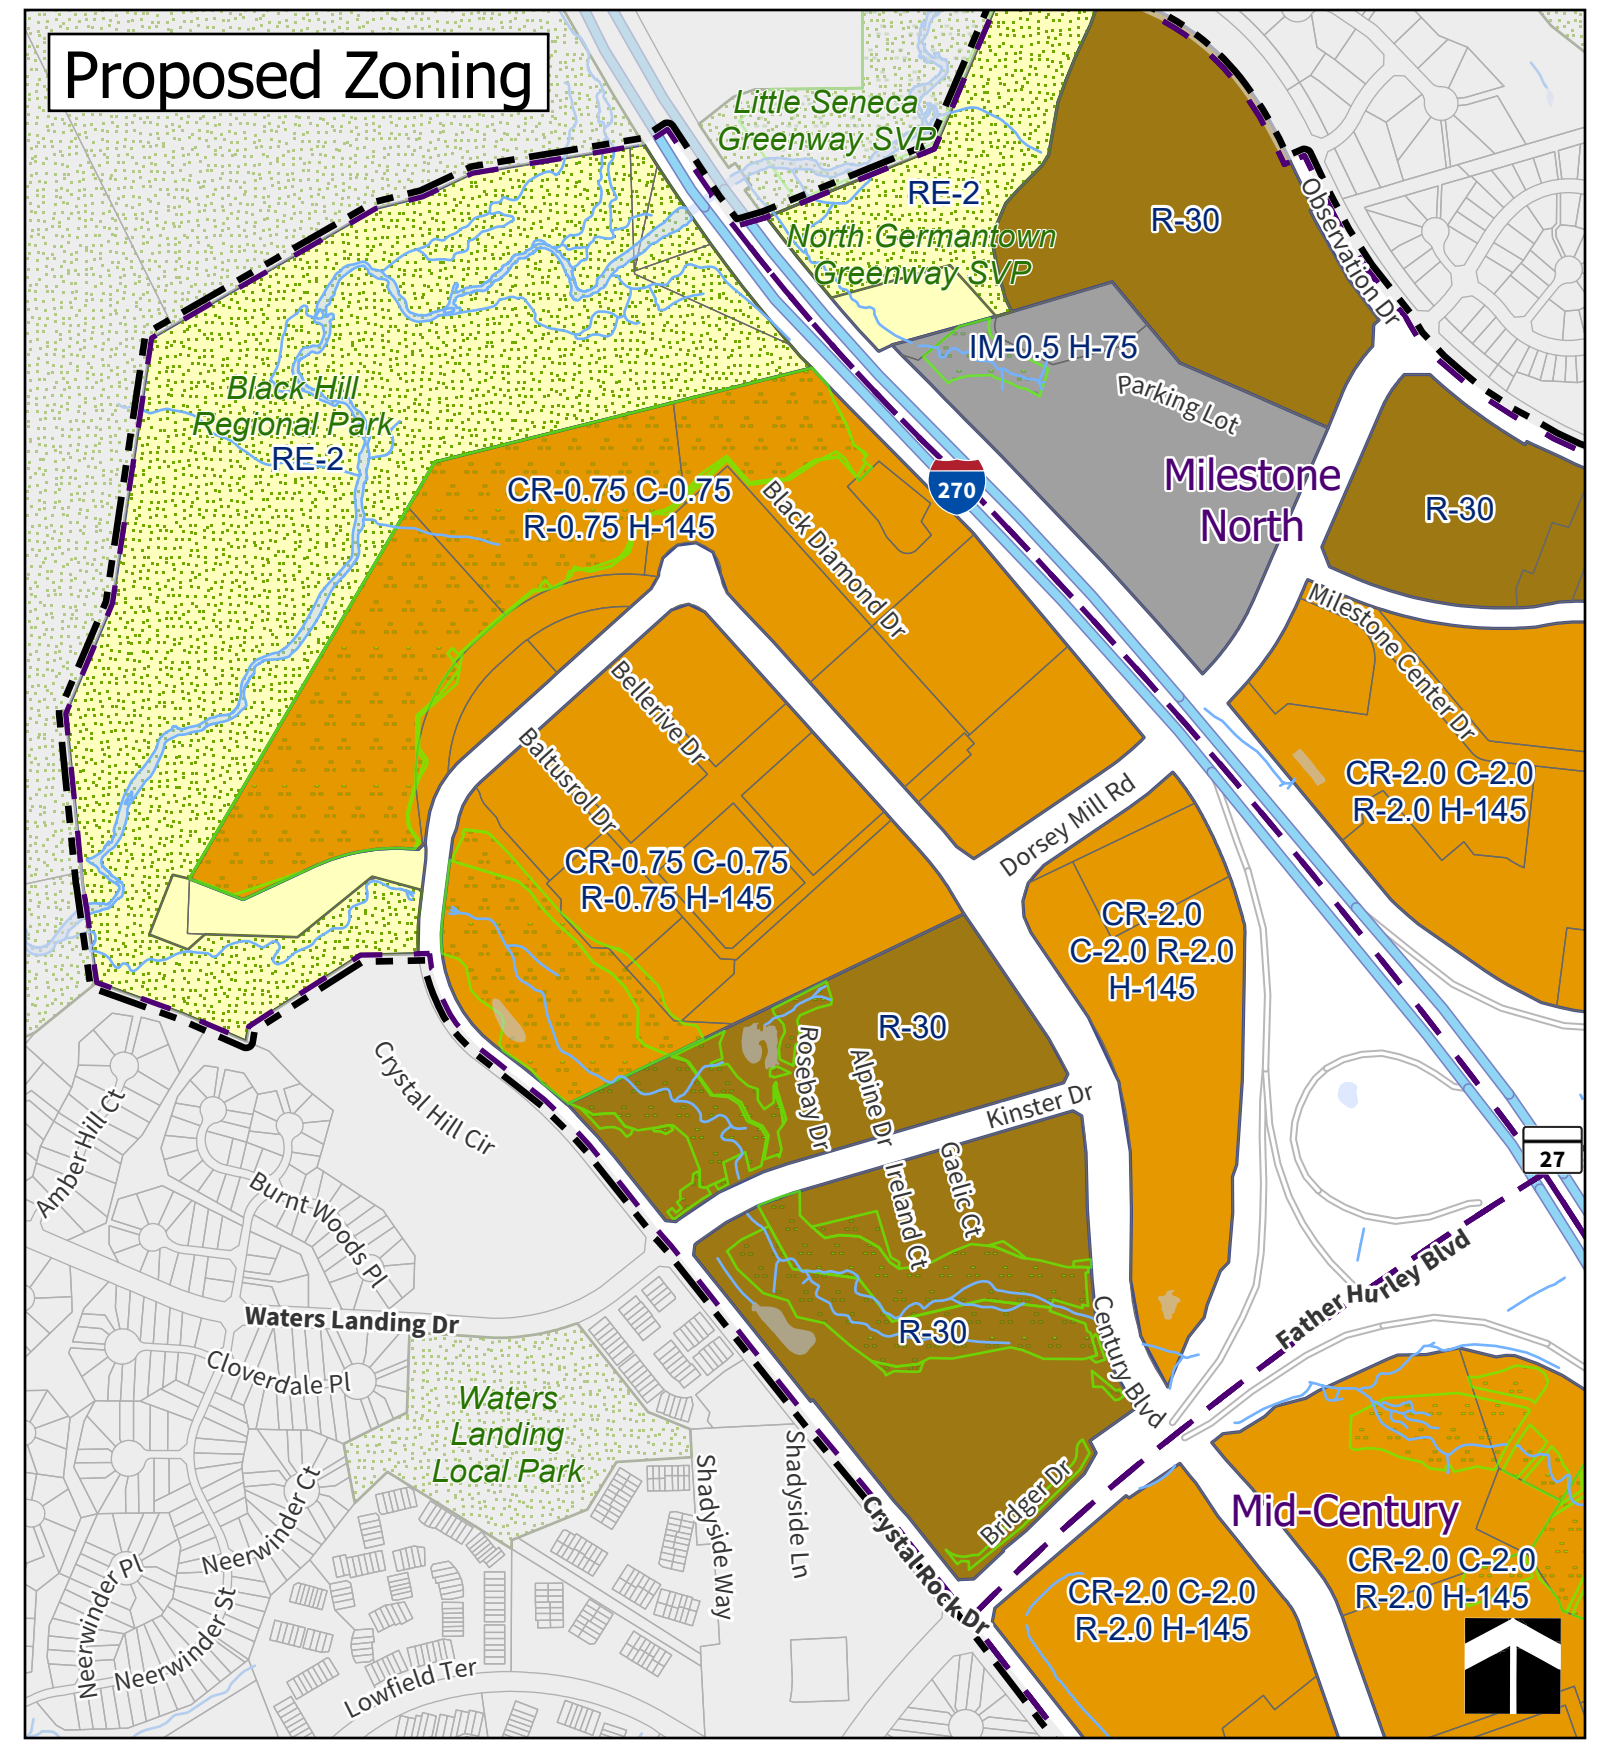 Proposed Zoning
Little Seneca
Greenway SVP
RE-2
R-30
North Germantown
Greenway SVP
Observation Dr
IM-0.5 H-75
Parking Lot
Black Hill
Regional Park
RE-2
Milestone
North
270
CR-0.75 C-0.75
R-0.75 H-145
R-30
Black Diamond Dr
Milestone Center Dr
Bellerive Dr
Baltusrol Dr
CR-2.0 C-2.0
R-2.0 H-145
Dorsey Mill Rd
CR-0.75 C-0.75
R-0.75 H-145
CR-2.0
C-2.0 R-2.0
H-145
R-30
Rosebay Dr
Alpine Dr
Kinster Dr
Crystal Hill Cir
Amber Hill Ct
27
Gaelic Ct
Ireland Ct
Burnt Woods Pl
Father Hurley Blvd
Waters Landing Dr
R-30
Century Blvd
Cloverdale Pl
Waters
Landing
Local Park
Shadyside Way
Shadyside Ln
Crystal Rock Dr
Bridger Dr
Mid-Century
Neerwinder Ct
Neerwinder Pl
Neerwinder St
CR-2.0 C-2.0
R-2.0 H-145
CR-2.0 C-2.0
R-2.0 H-145
Lowfield Ter